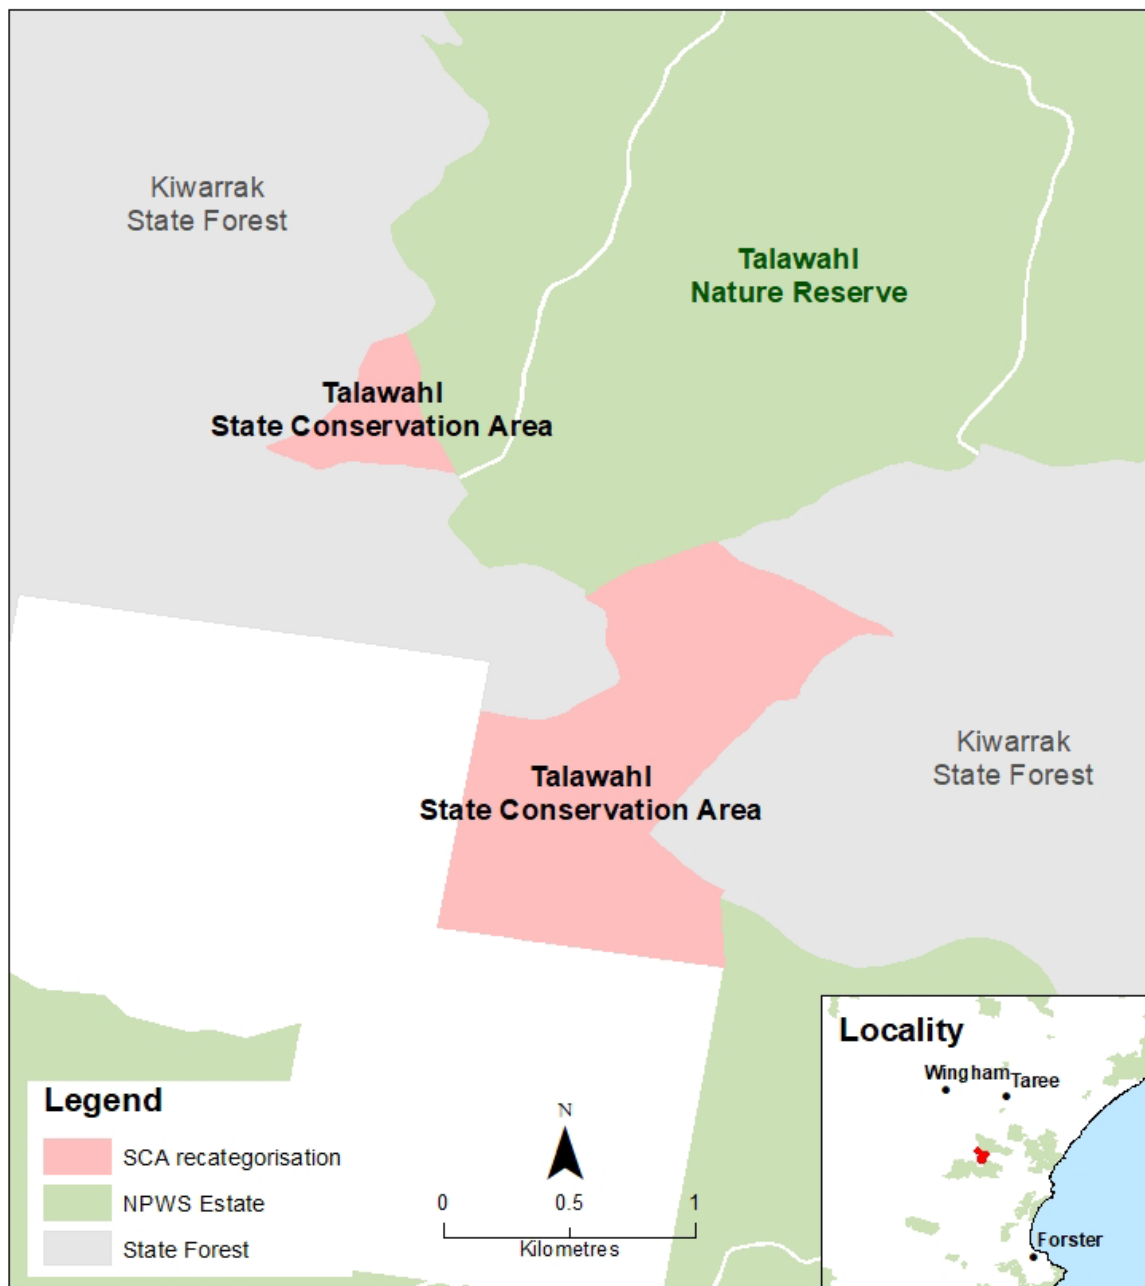 Kiwarrak
State Forest
Talawahl
Nature Reserve
Talawahl
State Conservation Area
Kiwarrak
State Forest
Talawahl
State Conservation Area
Legend
SCA recategorisation
NPWS Estate
State Forest
N
0 0.5 1
Kilometres
Locality
Wingham
Taree
Forster